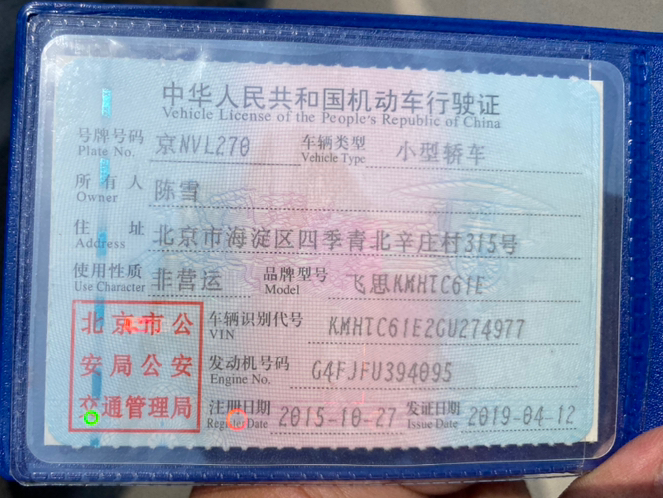 中华人民共和国机动车行驶证
Vehicle License of the People's Republic of China
号牌号码 京NVL270 车辆类型 小型轿车
Plate No. Vehicle Type
所有人 陈雪
Owner
住址 北京市海淀区四季青北辛庄村315号
Address
使用性质 非营运 品牌型号 飞思KMHTC61E
Use Character Model
北京市公 车辆识别代号 KMHTC61E2GU274977
VIN
安局公安 发动机号码 G4FJFU394095
Engine No.
交通管理局 注册日期 2015-10-27 发证日期 2019-04-12
Register Date Issue Date